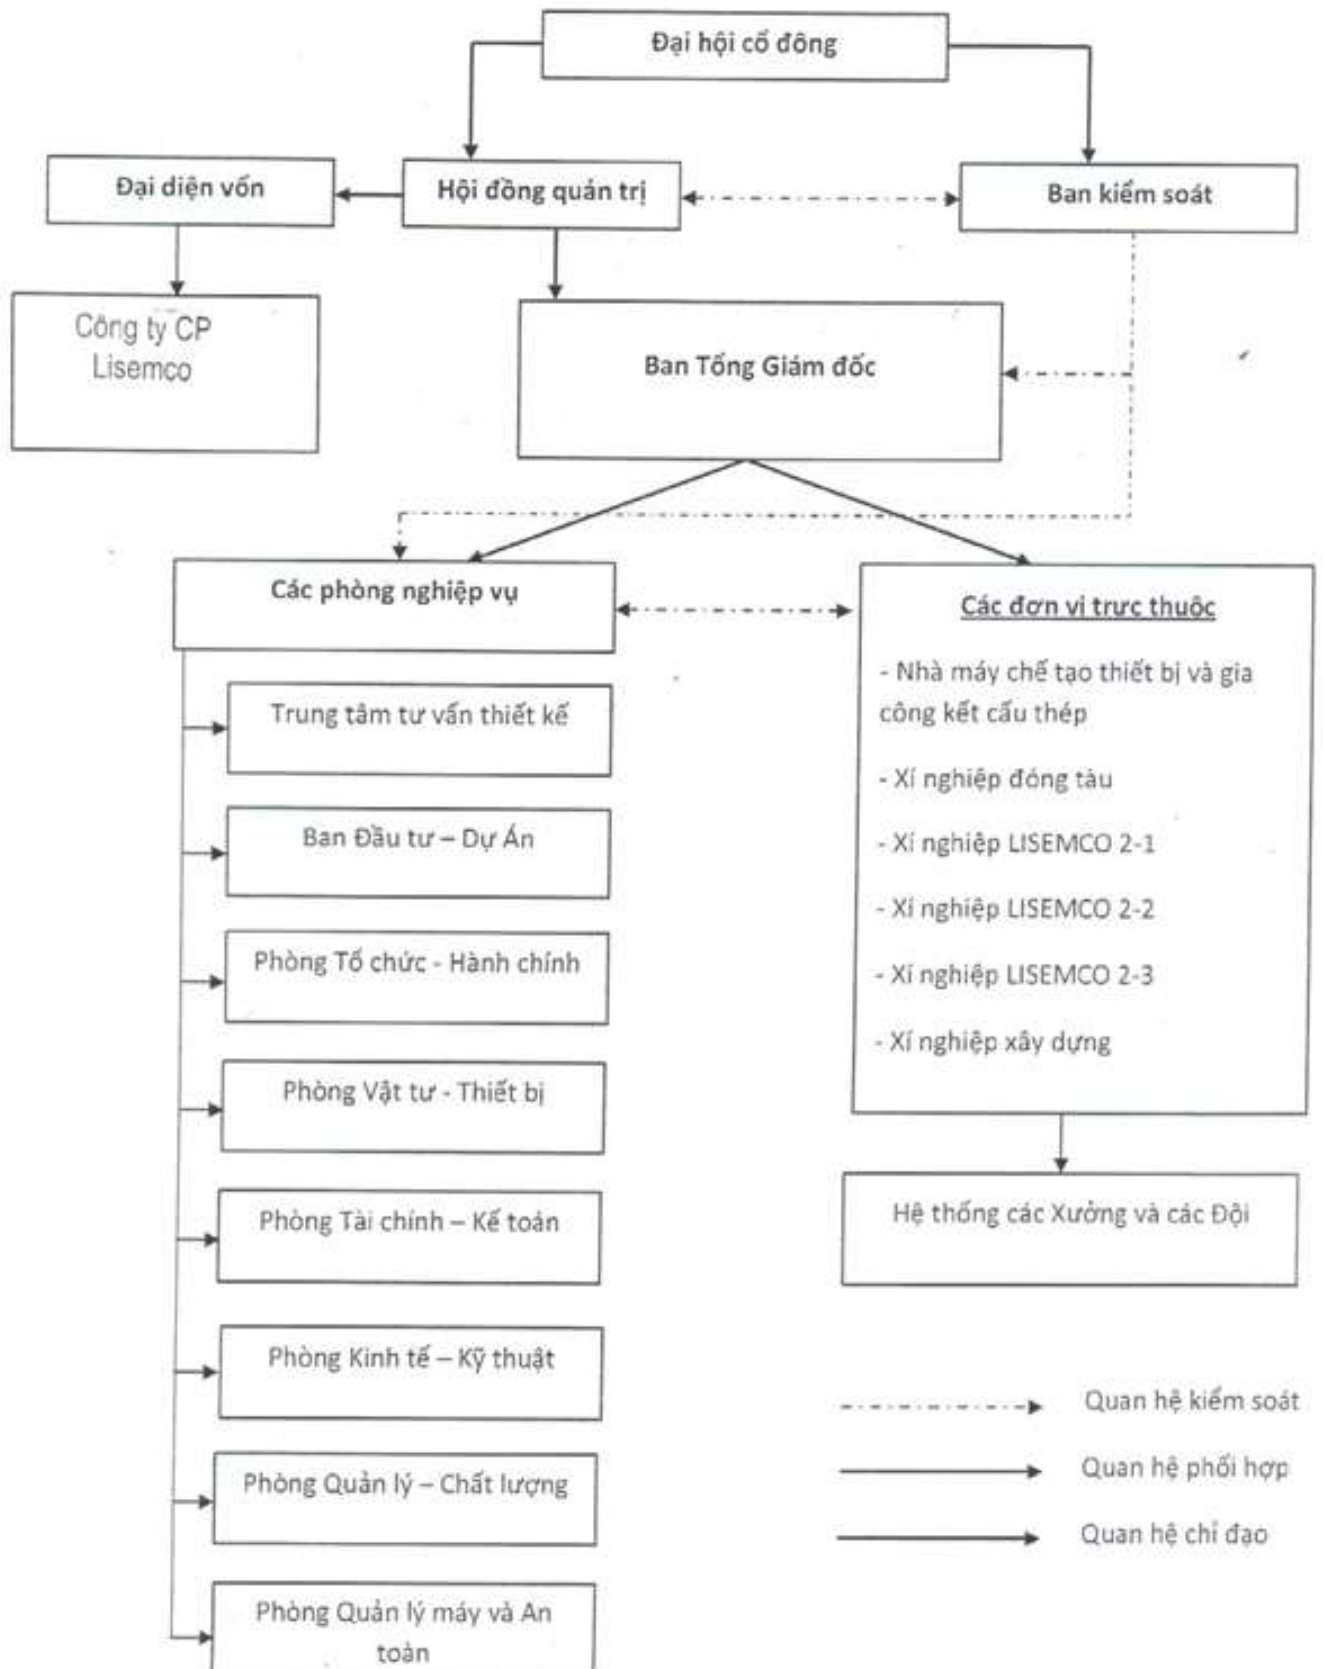 Đại hội cổ đông
Đại diện vốn
Hội đồng quản trị
Ban kiểm soát
Công ty CP
Lisemco
Ban Tổng Giám đốc
Các phòng nghiệp vụ
Trung tâm tư vấn thiết kế
Ban Đầu tư – Dự Án
Phòng Tổ chức - Hành chính
Phòng Vật tư - Thiết bị
Phòng Tài chính – Kế toán
Phòng Kinh tế – Kỹ thuật
Phòng Quản lý – Chất lượng
Phòng Quản lý máy và An
toàn
Các đơn vị trực thuộc
- Nhà máy chế tạo thiết bị và gia
công kết cấu thép
- Xí nghiệp đóng tàu
- Xí nghiệp LISEMCO 2-1
- Xí nghiệp LISEMCO 2-2
- Xí nghiệp LISEMCO 2-3
- Xí nghiệp xây dựng
Hệ thống các Xưởng và các Đội
Quan hệ kiểm soát
Quan hệ phối hợp
Quan hệ chỉ đạo